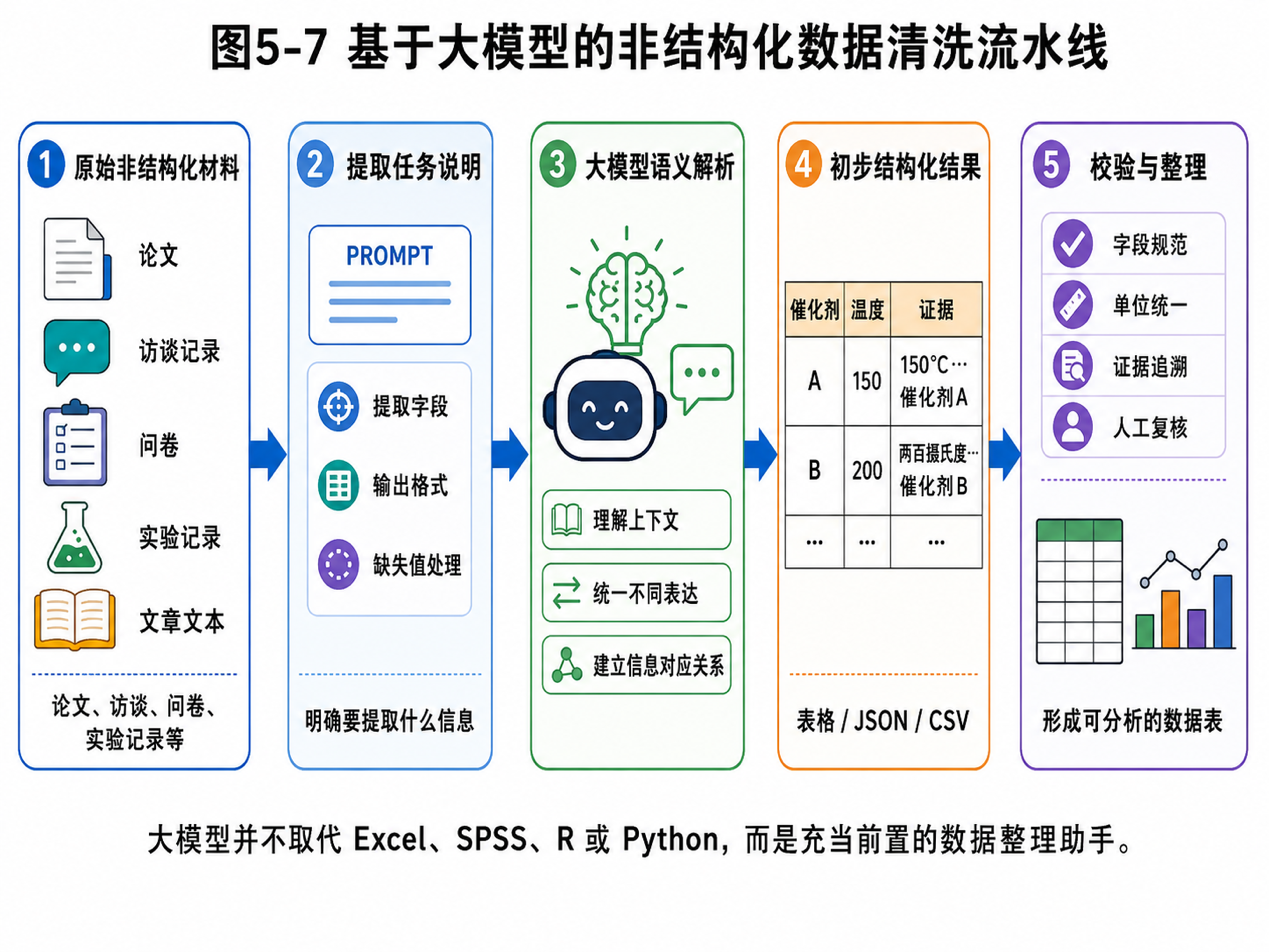 图5-7 基于大模型的非结构化数据清洗流水线
1 原始非结构化材料
论文
访谈记录
问卷
实验记录
文章文本
论文、访谈、问卷、
实验记录等
2 提取任务说明
PROMPT
提取字段
输出格式
缺失值处理
明确要提取什么信息
3 大模型语义解析
理解上下文
统一不同表达
建立信息对应关系
4 初步结构化结果
催化剂 温度 证据
A 150 150°C…
催化剂A
B 200 两百摄氏度…
催化剂B
… … …
表格 / JSON / CSV
5 校验与整理
字段规范
单位统一
证据追溯
人工复核
形成可分析的数据表
大模型并不取代 Excel、SPSS、R 或 Python，而是充当前置的数据整理助手。